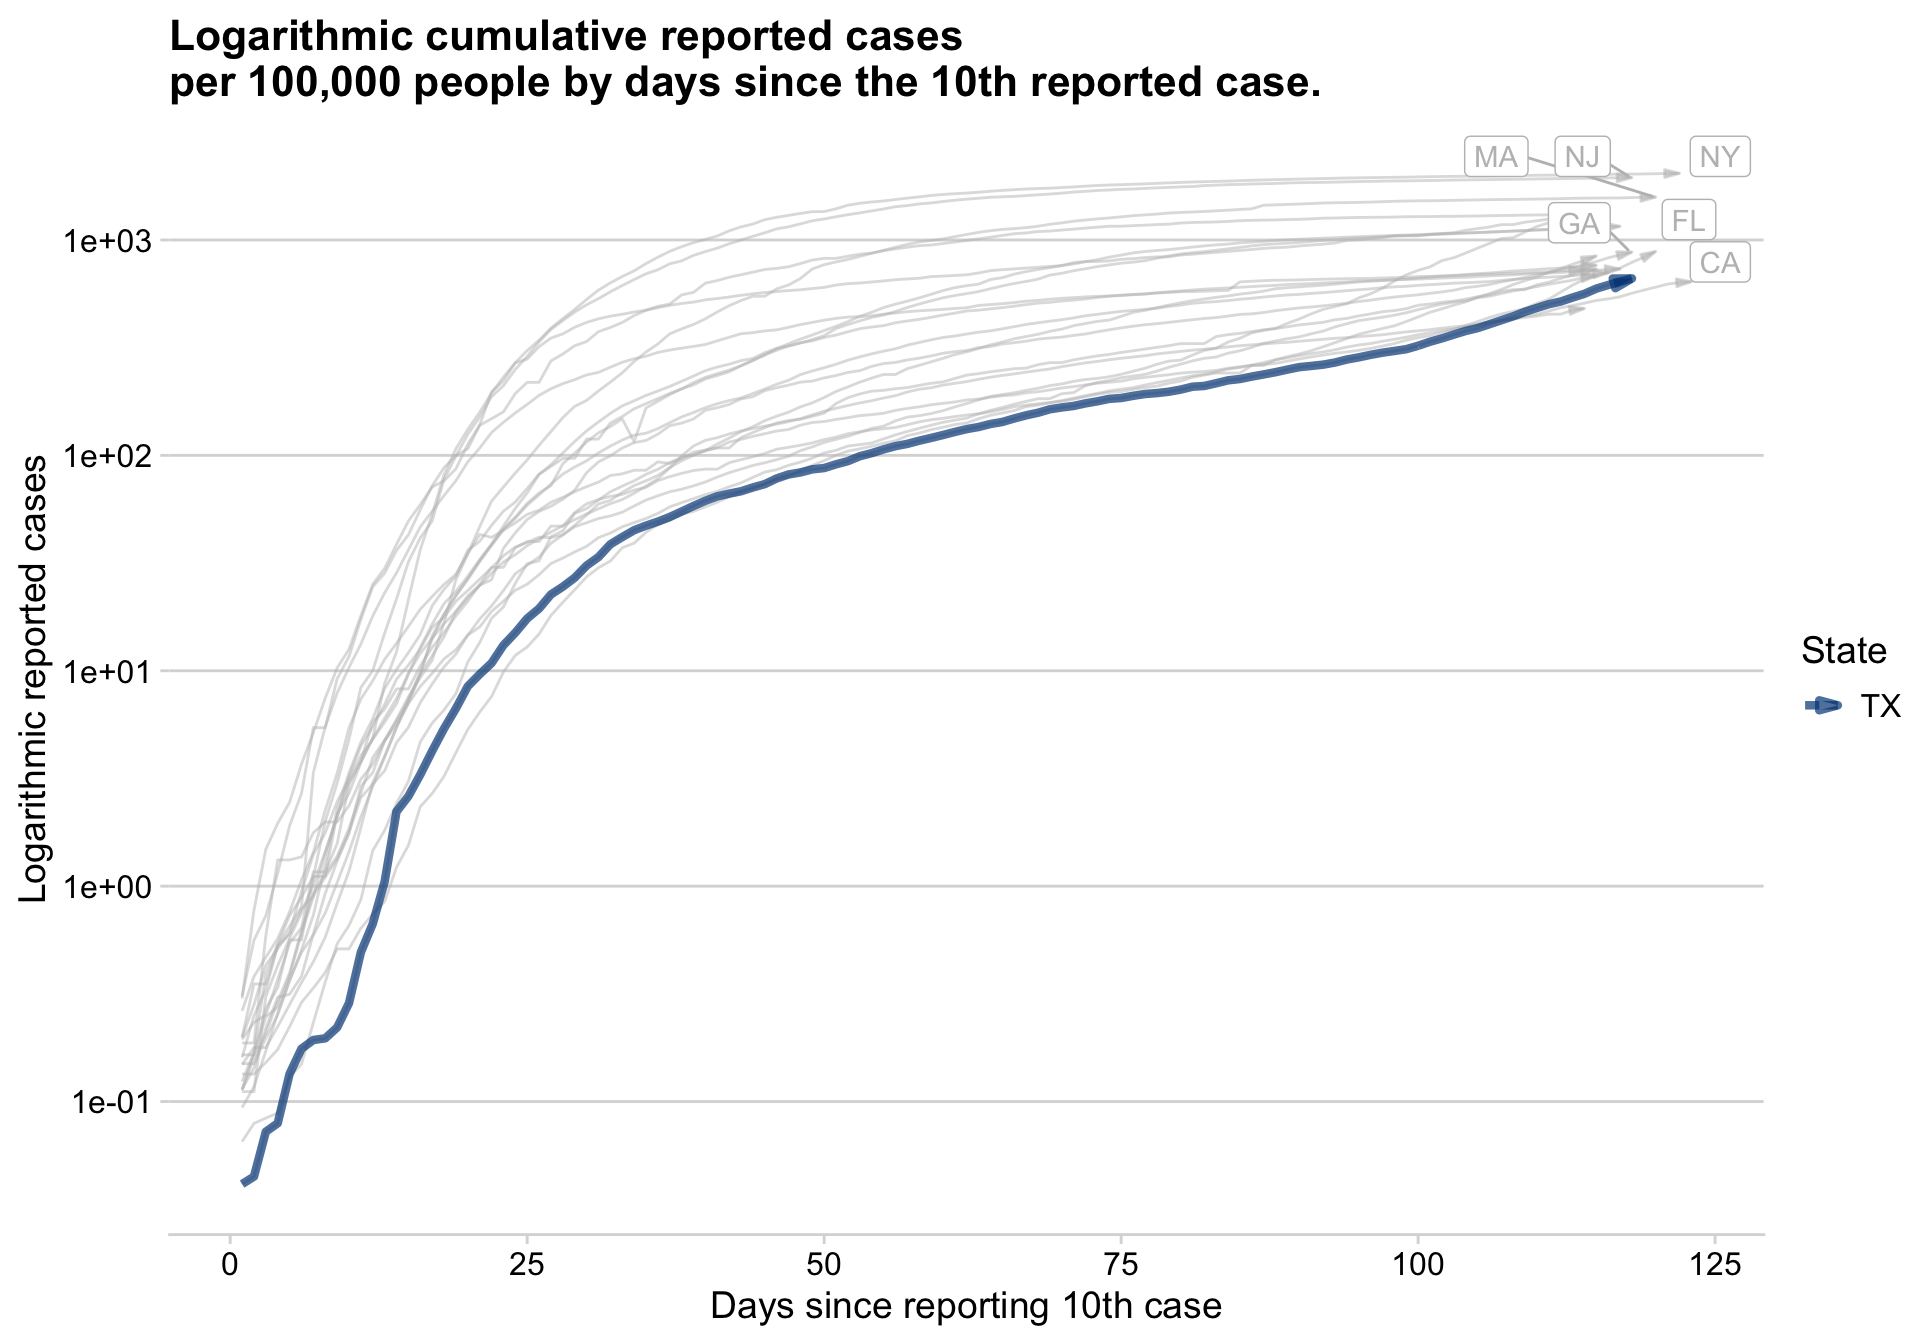 Logarithmic cumulative reported cases
per 100,000 people by days since the 10th reported case.
MA
NJ
NY
GA
FL
CA
Logarithmic reported cases
1e+03
1e+02
1e+01
1e+00
1e-01
State
TX
0
25
50
75
100
125
Days since reporting 10th case